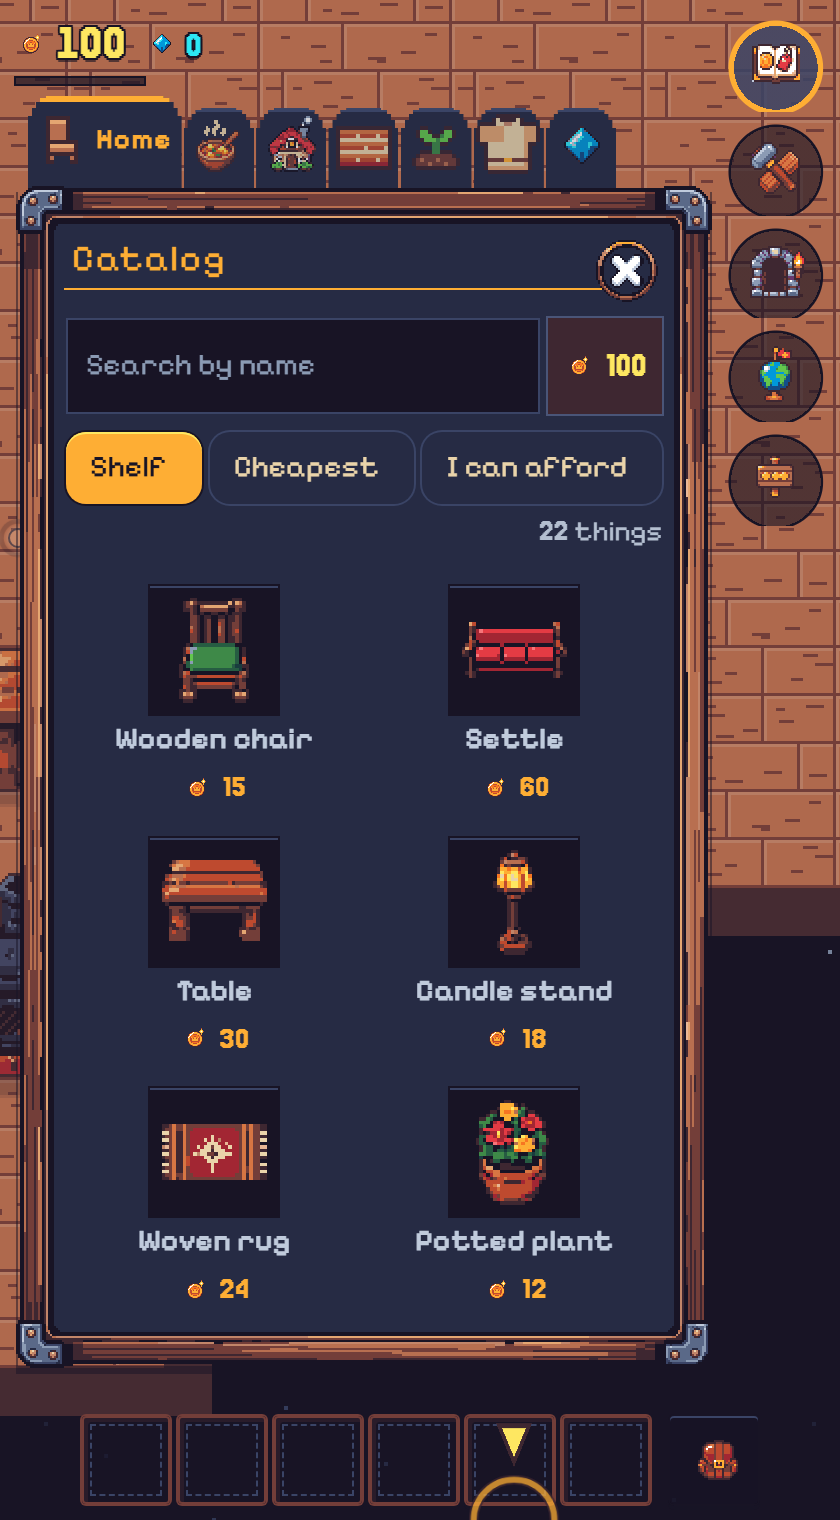 100 0
Home
Catalog
Search by name 100
Shelf Cheapest I can afford
22 things
Wooden chair Settle
15 60
Table Candle stand
30 18
Woven rug Potted plant
24 12